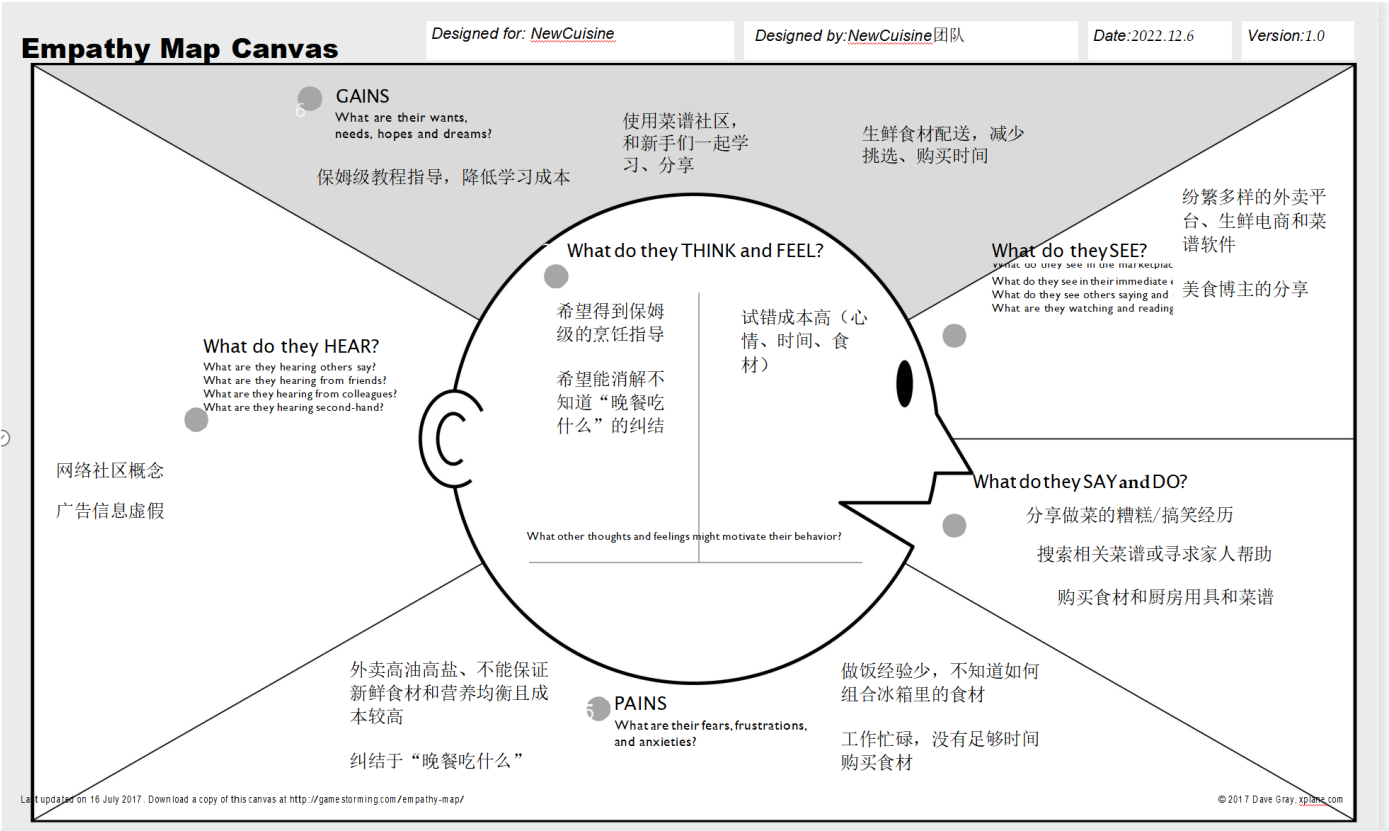 Empathy Map Canvas
Designed for: NewCuisine
Designed by:NewCuisine团队
Date:2022.12.6
Version:1.0
6
GAINS
What are their wants,
needs, hopes and dreams?
保姆级教程指导，降低学习成本
使用菜谱社区，
和新手们一起学
习、分享
生鲜食材配送，减少
挑选、购买时间
What do they THINK and FEEL?
希望得到保姆
级的烹饪指导
希望能消解不
知道“晚餐吃
什么”的纠结
试错成本高（心
情、时间、食
材）
What other thoughts and feelings might motivate their behavior?
What do they SEE?
What do they see in the marketplac
What do they see in their immediate e
What do they see others saying and
What are they watching and reading
纷繁多样的外卖平
台、生鲜电商和菜
谱软件
美食博主的分享
What do they HEAR?
What are they hearing others say?
What are they hearing from friends?
What are they hearing from colleagues?
What are they hearing second-hand?
网络社区概念
广告信息虚假
What do they SAY and DO?
分享做菜的糟糕/搞笑经历
搜索相关菜谱或寻求家人帮助
购买食材和厨房用具和菜谱
外卖高油高盐、不能保证
新鲜食材和营养均衡且成
本较高
纠结于“晚餐吃什么”
5
PAINS
What are their fears, frustrations,
and anxieties?
做饭经验少，不知道如何
组合冰箱里的食材
工作忙碌，没有足够时间
购买食材
Last updated on 16 July 2017. Download a copy of this canvas at http://gamestorming.com/empathy-map/
© 2017 Dave Gray, xplane.com